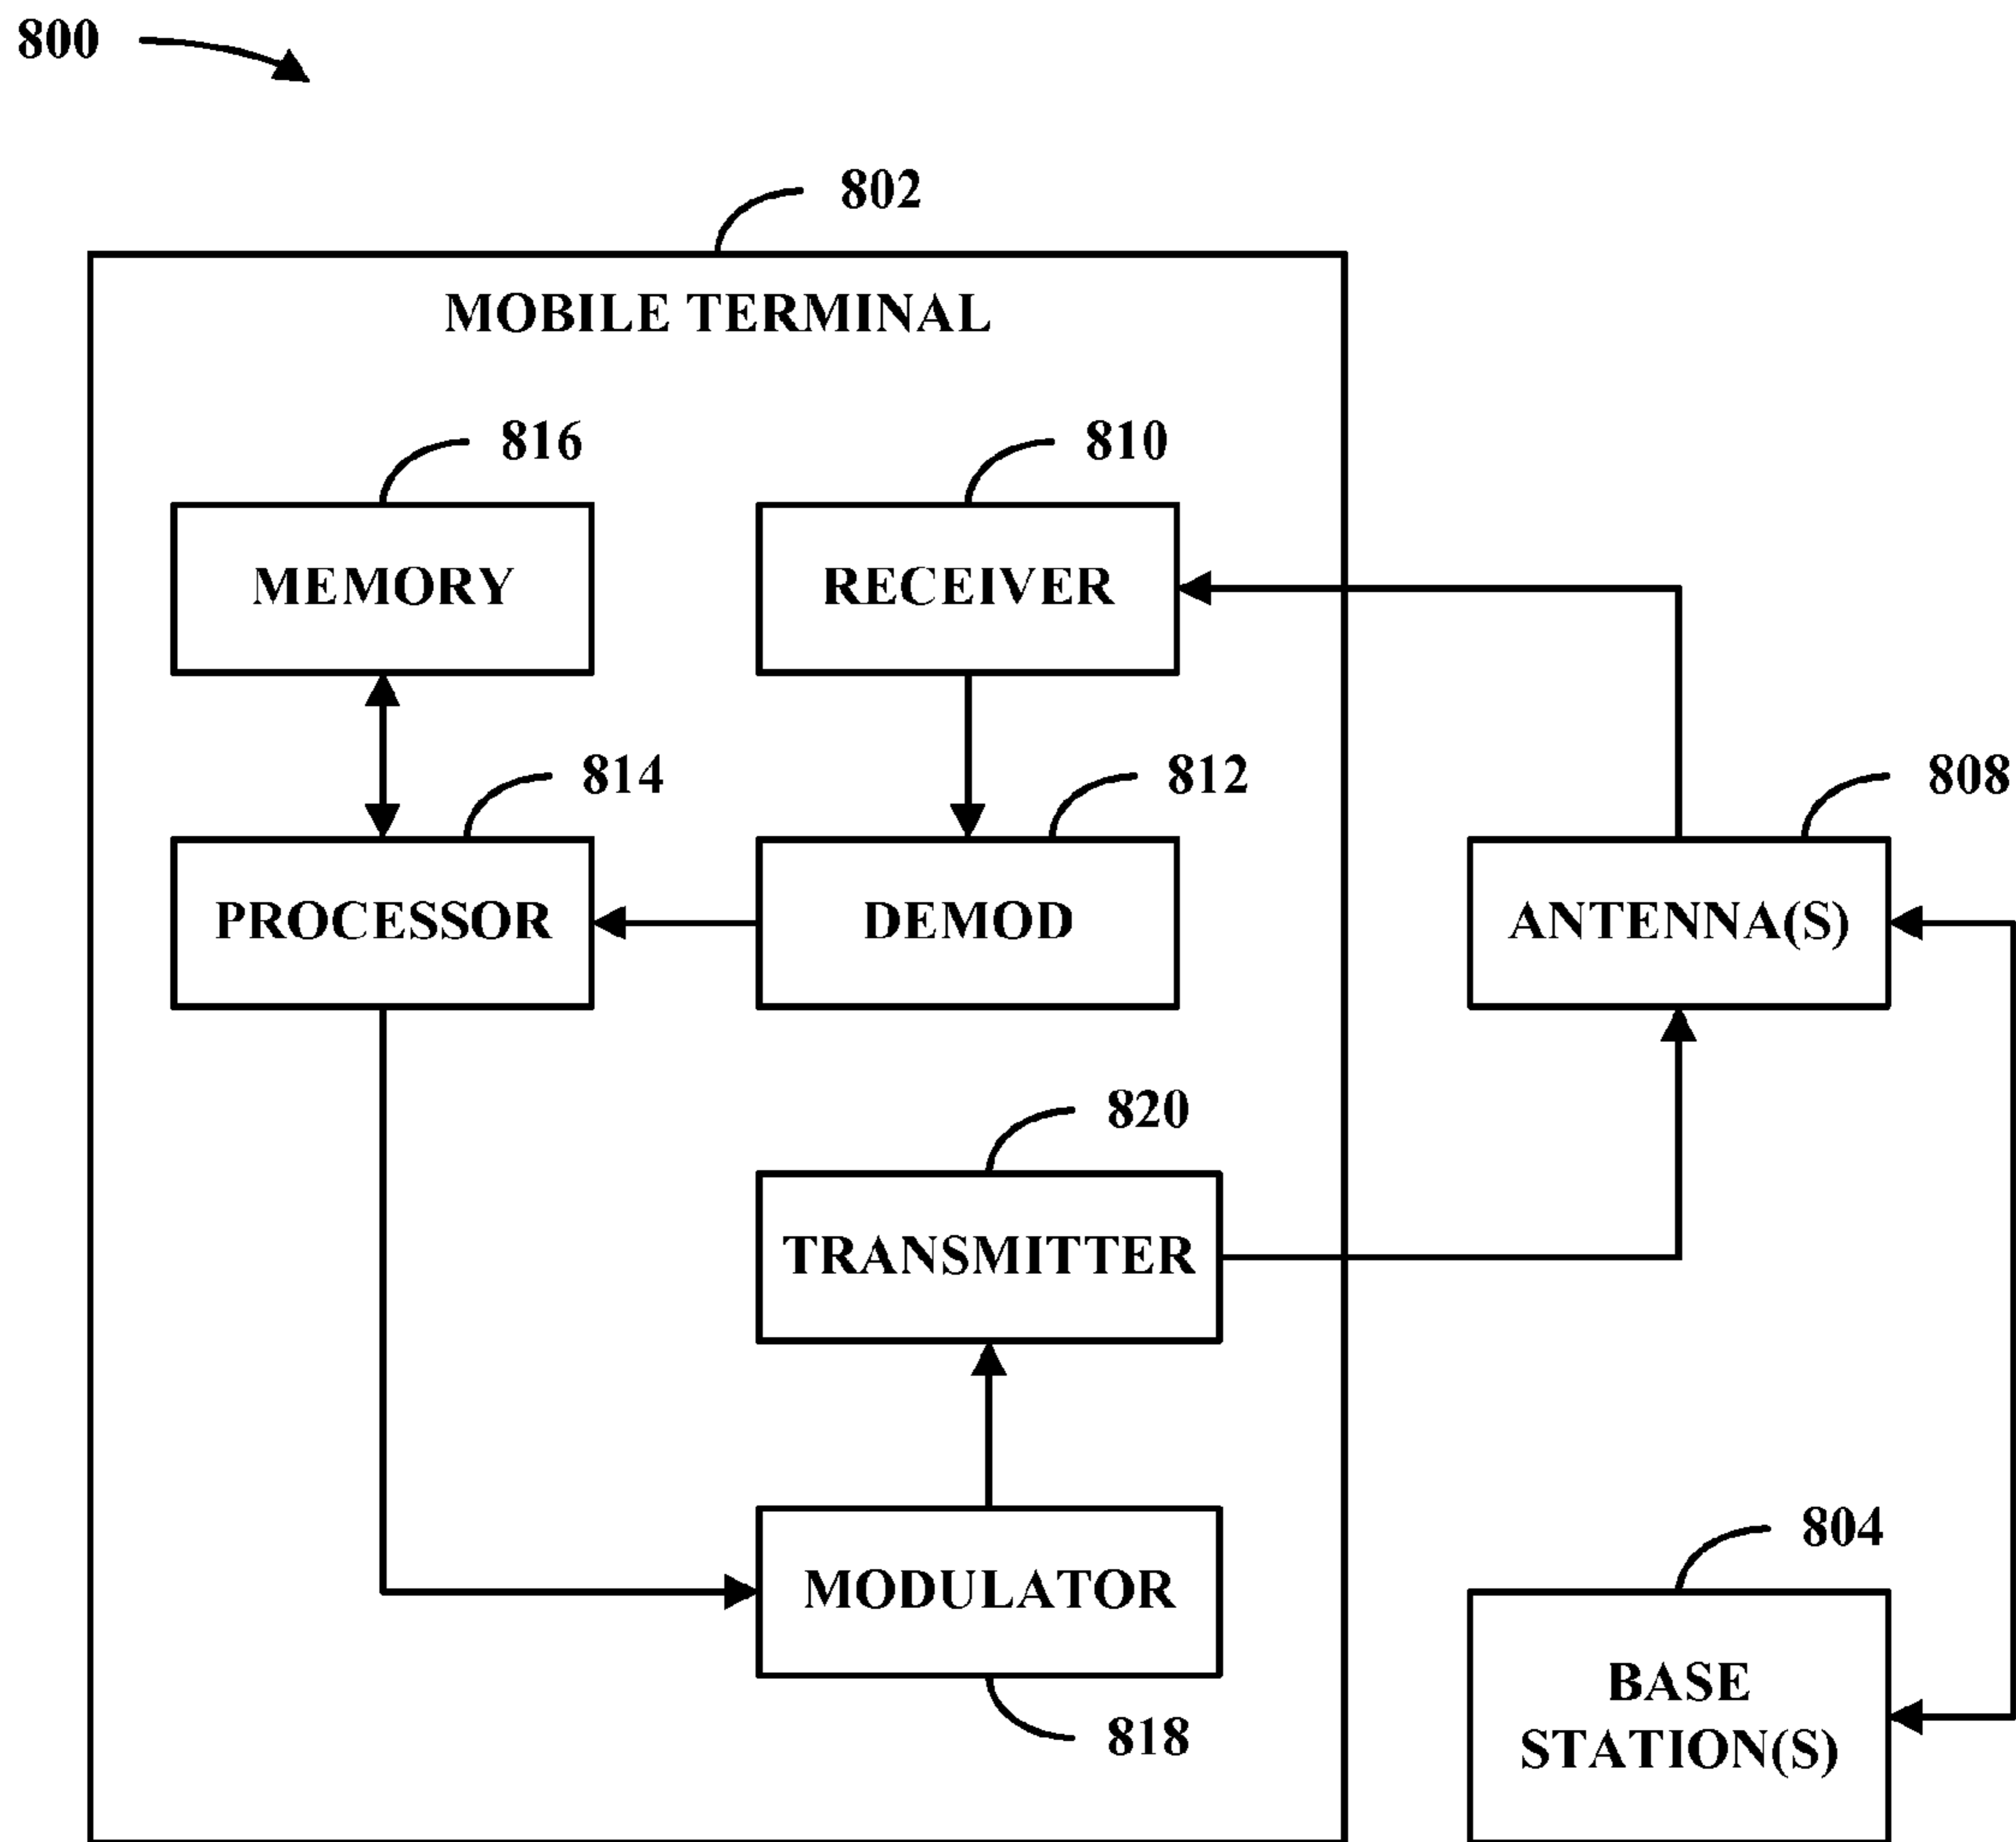 800
802
MOBILE TERMINAL
816
810
MEMORY
RECEIVER
814
812
808
PROCESSOR
DEMOD
ANTENNA(S)
820
TRANSMITTER
804
MODULATOR
BASE
STATION(S)
818